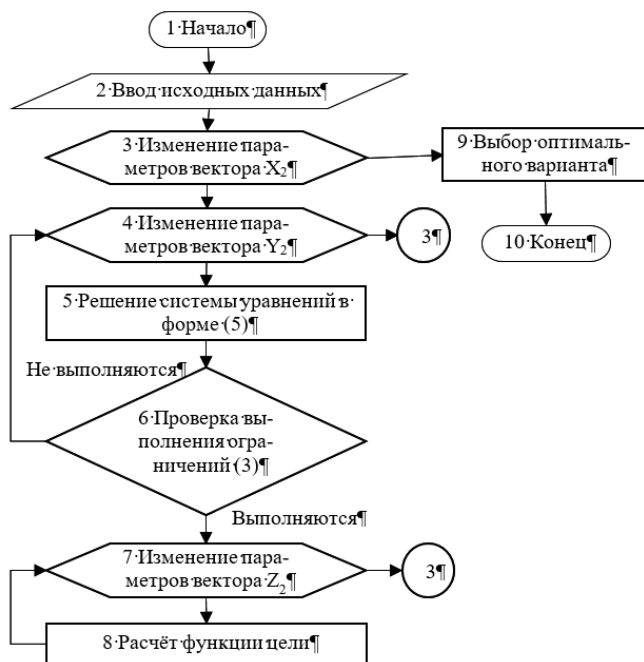 1·Начало¶
2·Ввод·исходных·данных¶
3·Изменение·пара-
метров·вектора·X₂¶
9·Выбор·оптималь-
ного·варианта¶
4·Изменение·пара-
метров·вектора·Y₂¶
3¶
10·Конец¶
5·Решение·системы·уравнений·в·
форме·(5)¶
Не·выполняются¶
6·Проверка·вы-
полнения·огра-
ничений·(3)¶
Выполняются¶
7·Изменение·пара-
метров·вектора·Z₂¶
3¶
8·Расчёт·функции·цели¶